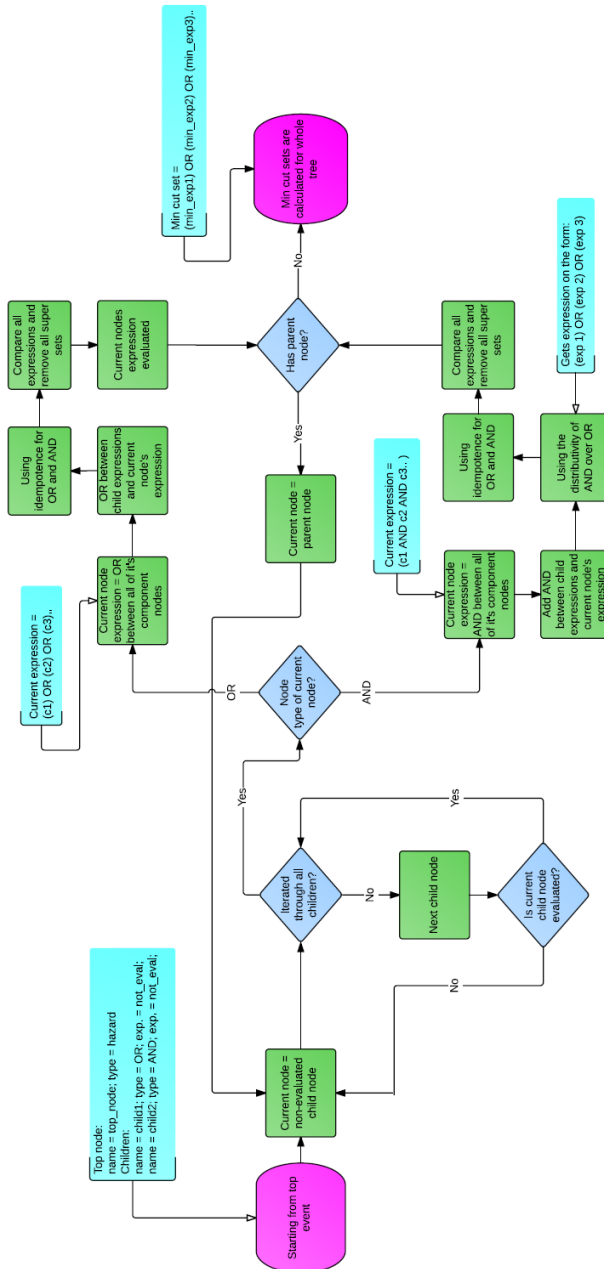 Top node:
name = top_node; type = hazard
Children:
name = child1; type = OR; exp. = not_eval;
name = child2; type = AND; exp. = not_eval;
Starting from top
event
Current node =
non-evaluated
child node
Iterated
through all
children?
Yes
No
Next child node
Is current
child node
evaluated?
Yes
No
Node
type of current
node?
OR
AND
Current expression =
(c1) OR (c2) OR (c3)..
Current node
expression = OR
between all of it's
component
nodes
OR between
child expressions
and current
node's
expression
Using
idempotence for
OR and AND
Compare all
expressions and
remove all super
sets
Current nodes
expression
evaluated
Current expression =
(c1 AND c2 AND c3.. )
Current node
expression =
AND between all
of it's component
nodes
Add AND
between child
expressions and
current node's
expression
Using the
distributivity of
AND over OR
Gets expression on the form:
(exp 1) OR (exp 2) OR (exp 3)
Using
idempotence for
OR and AND
Compare all
expressions and
remove all super
sets
Has parent
node?
Yes
Current node =
parent node
No
Min cut sets are
calculated for whole
tree
Min cut set =
(min_exp1) OR (min_exp2) OR (min_exp3)..